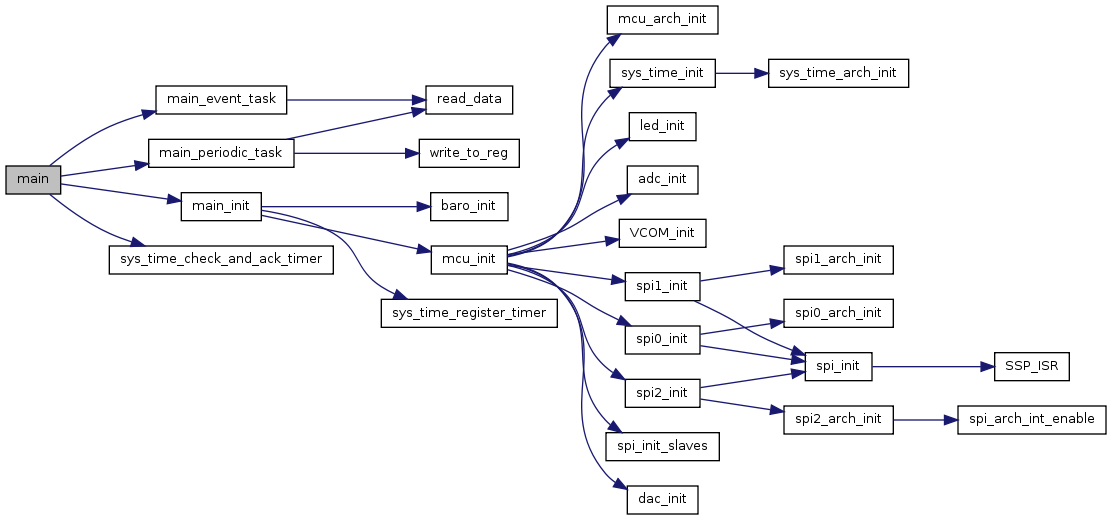 main
main_event_task
main_periodic_task
main_init
sys_time_check_and_ack_timer
read_data
write_to_reg
baro_init
mcu_init
sys_time_register_timer
mcu_arch_init
sys_time_init
led_init
adc_init
VCOM_init
spi1_init
spi0_init
spi2_init
spi_init_slaves
dac_init
sys_time_arch_init
spi1_arch_init
spi0_arch_init
spi_init
spi2_arch_init
SSP_ISR
spi_arch_int_enable